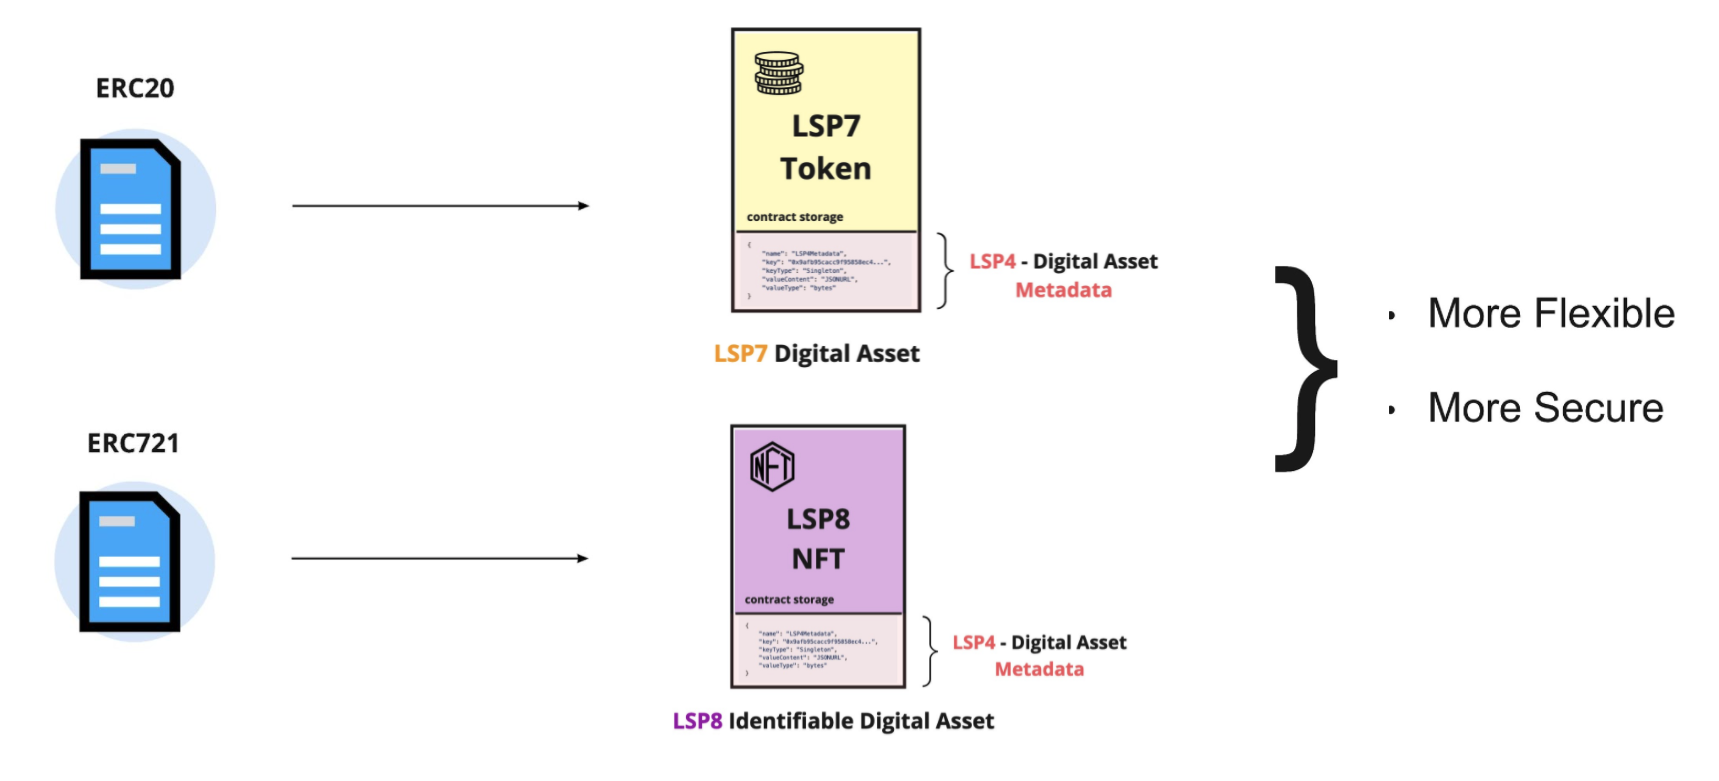 ERC20
LSP7
Token
contract storage
{
"name": "LSP4Metadata",
"key": "0x9afb95cacc9f95858ec4...",
"keyType": "Singleton",
"valueContent": "JSONURL",
"valueType": "bytes"
}
LSP4 - Digital Asset
Metadata
LSP7 Digital Asset
• More Flexible
• More Secure
ERC721
NFT
LSP8
NFT
contract storage
{
"name": "LSP4Metadata",
"key": "0x9afb95cacc9f95858ec4...",
"keyType": "Singleton",
"valueContent": "JSONURL",
"valueType": "bytes"
}
LSP4 - Digital Asset
Metadata
LSP8 Identifiable Digital Asset